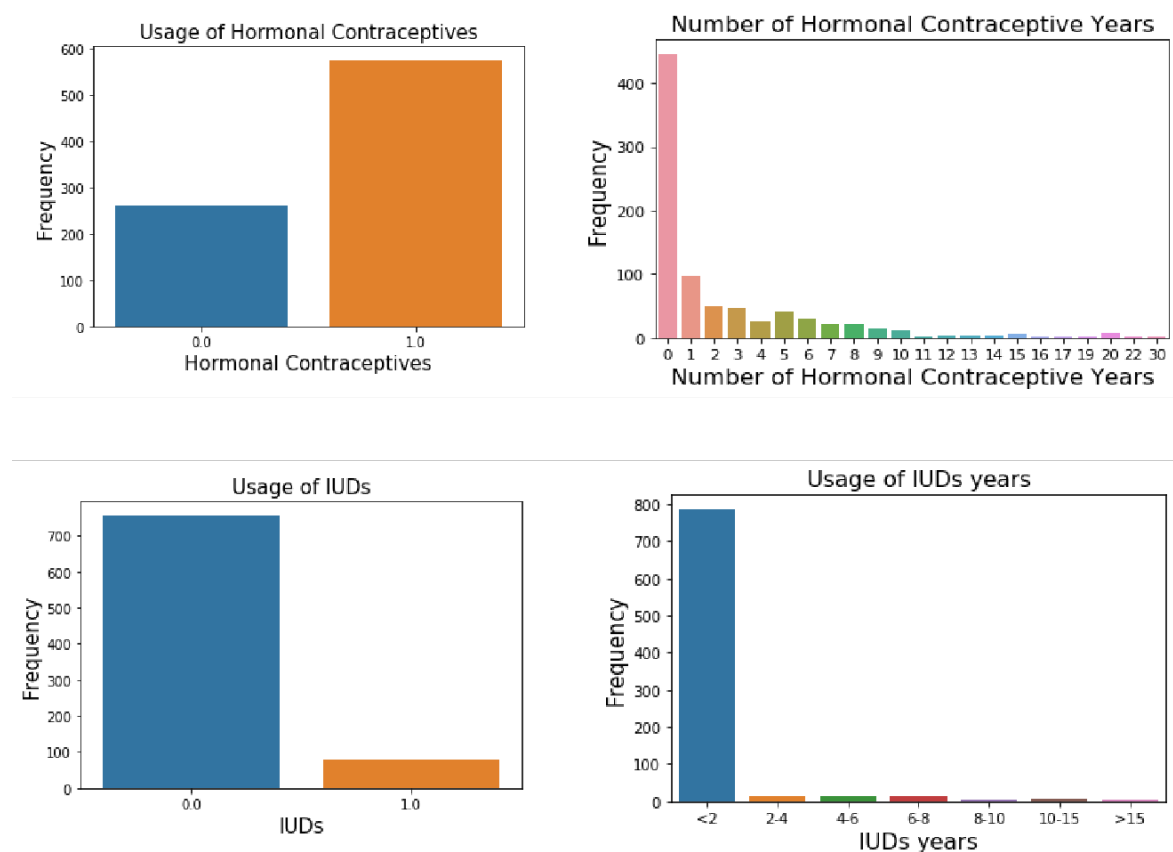 Usage of Hormonal Contraceptives
600
500
400
300
200
100
0
Frequency
0.0 1.0
Hormonal Contraceptives
Number of Hormonal Contraceptive Years
400
300
200
100
0
Frequency
0 1 2 3 4 5 6 7 8 9 10 11 12 13 14 15 16 17 19 20 22 30
Number of Hormonal Contraceptive Years
Usage of IUDs
700
600
500
400
300
200
100
0
Frequency
0.0 1.0
IUDs
Usage of IUDs years
800
700
600
500
400
300
200
100
0
Frequency
<2 2-4 4-6 6-8 8-10 10-15 >15
IUDs years